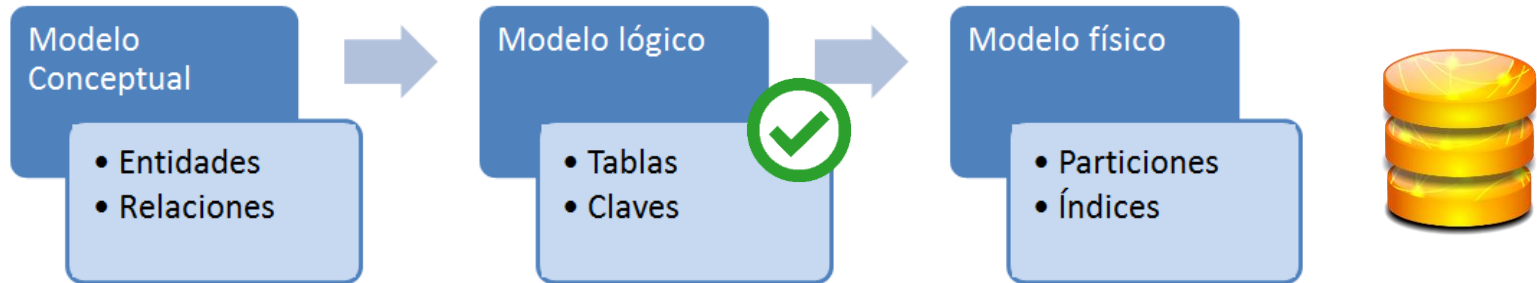 Modelo
Conceptual
• Entidades
• Relaciones
Modelo lógico
• Tablas
• Claves
Modelo físico
• Particiones
• Índices